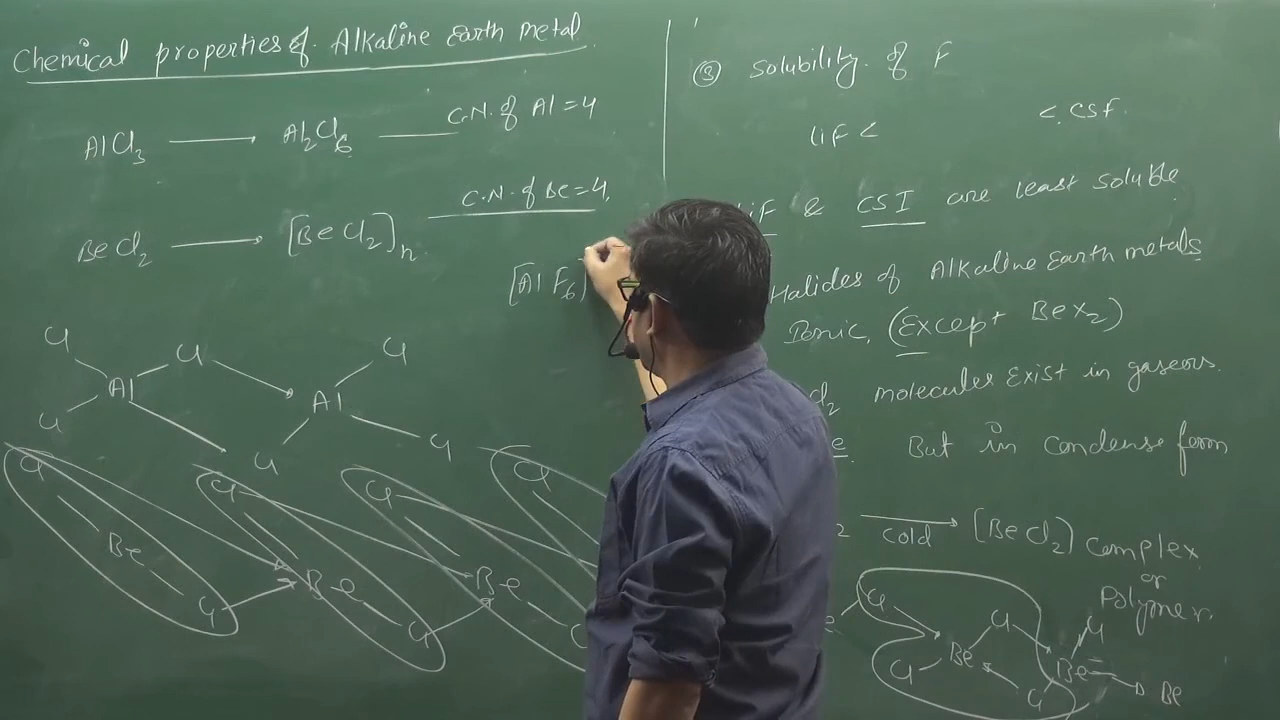 Chemical properties of. Alkaline Earth metal.
AlCl3 → Al2Cl6 — C.N. of Al = 4
BeCl2 → [BeCl2]n. C.N. of Be = 4.
[AlF6]
Cl Cl Cl
Al Al
Cl Cl Cl
Cl Cl Cl Cl
Be Be Be
Cl Cl
③ Solubility. of F
LiF < < CSF.
LiF & CSI are least soluble
Halides of Alkaline Earth metals
Ionic, (Except BeX2)
molecules Exist in gaseous.
But in condense form
2 → cold [BeCl2] complex
or
Polymer.
Cl Cl Cl
Be Be Be
Cl Cl